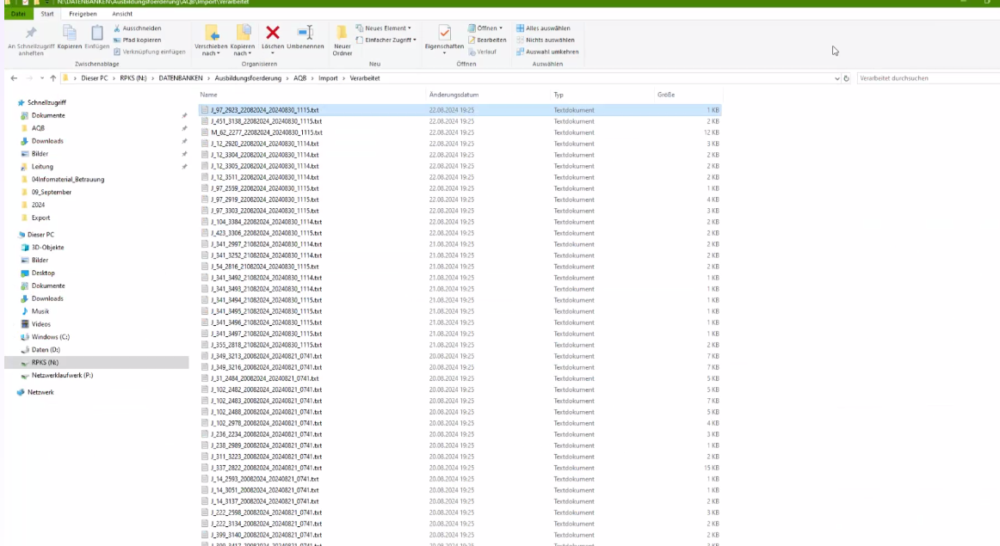 N:\DATENBANKEN\Ausbildungsfoerderung\AQB\Import\Verarbeitet
Datei Start Freigeben Ansicht
An Schnellzugriff anheften
Kopieren
Einfügen
Ausschneiden
Pfad kopieren
Verknüpfung einfügen
Zwischenablage
Verschieben nach
Kopieren nach
Löschen
Umbenennen
Organisieren
Neuer Ordner
Neues Element
Einfacher Zugriff
Neu
Eigenschaften
Öffnen
Bearbeiten
Verlauf
Öffnen
Alles auswählen
Nichts auswählen
Auswahl umkehren
Auswählen
Dieser PC > RPKS (N:) > DATENBANKEN > Ausbildungsfoerderung > AQB > Import > Verarbeitet
Verarbeitet durchsuchen
Schnellzugriff
Dokumente
AQB
Downloads
Bilder
Leitung
04Infomaterial_Betrauung
09_September
2024
Export
Dieser PC
3D-Objekte
Bilder
Desktop
Dokumente
Downloads
Musik
Videos
Windows (C:)
Daten (D:)
RPKS (N:)
Netzwerklaufwerk (P:)
Netzwerk
Name Änderungsdatum Typ Größe
J_97_2923_22082024_20240830_1115.txt 22.08.2024 19:25 Textdokument 1 KB
J_451_3138_22082024_20240830_1115.txt 22.08.2024 19:25 Textdokument 2 KB
M_62_2277_22082024_20240830_1115.txt 22.08.2024 19:25 Textdokument 12 KB
J_12_2920_22082024_20240830_1114.txt 22.08.2024 19:25 Textdokument 3 KB
J_12_3304_22082024_20240830_1114.txt 22.08.2024 19:25 Textdokument 2 KB
J_12_3305_22082024_20240830_1114.txt 22.08.2024 19:25 Textdokument 2 KB
J_12_3511_22082024_20240830_1114.txt 22.08.2024 19:25 Textdokument 2 KB
J_97_2559_22082024_20240830_1115.txt 22.08.2024 19:25 Textdokument 1 KB
J_97_2919_22082024_20240830_1115.txt 22.08.2024 19:25 Textdokument 4 KB
J_97_3303_22082024_20240830_1115.txt 22.08.2024 19:25 Textdokument 3 KB
J_104_3384_22082024_20240830_1114.txt 22.08.2024 19:25 Textdokument 2 KB
J_423_3306_22082024_20240830_1115.txt 22.08.2024 19:25 Textdokument 2 KB
J_341_2997_21082024_20240830_1114.txt 21.08.2024 19:25 Textdokument 2 KB
J_341_3252_21082024_20240830_1114.txt 21.08.2024 19:25 Textdokument 2 KB
J_54_2816_21082024_20240830_1115.txt 21.08.2024 19:25 Textdokument 2 KB
J_341_3492_21082024_20240830_1114.txt 21.08.2024 19:25 Textdokument 1 KB
J_341_3493_21082024_20240830_1114.txt 21.08.2024 19:25 Textdokument 1 KB
J_341_3494_21082024_20240830_1115.txt 21.08.2024 19:25 Textdokument 1 KB
J_341_3495_21082024_20240830_1115.txt 21.08.2024 19:25 Textdokument 1 KB
J_341_3496_21082024_20240830_1115.txt 21.08.2024 19:25 Textdokument 1 KB
J_341_3497_21082024_20240830_1115.txt 21.08.2024 19:25 Textdokument 1 KB
J_355_2818_21082024_20240830_1115.txt 21.08.2024 19:25 Textdokument 2 KB
J_349_3213_20082024_20240821_0741.txt 20.08.2024 19:25 Textdokument 7 KB
J_349_3216_20082024_20240821_0741.txt 20.08.2024 19:25 Textdokument 7 KB
J_31_2484_20082024_20240821_0741.txt 20.08.2024 19:25 Textdokument 5 KB
J_102_2482_20082024_20240821_0741.txt 20.08.2024 19:25 Textdokument 5 KB
J_102_2483_20082024_20240821_0741.txt 20.08.2024 19:25 Textdokument 7 KB
J_102_2488_20082024_20240821_0741.txt 20.08.2024 19:25 Textdokument 5 KB
J_102_2978_20082024_20240821_0741.txt 20.08.2024 19:25 Textdokument 4 KB
J_236_2234_20082024_20240821_0741.txt 20.08.2024 19:25 Textdokument 3 KB
J_238_2989_20082024_20240821_0741.txt 20.08.2024 19:25 Textdokument 1 KB
J_311_3223_20082024_20240821_0741.txt 20.08.2024 19:25 Textdokument 2 KB
J_337_2822_20082024_20240821_0741.txt 20.08.2024 19:25 Textdokument 15 KB
J_14_2593_20082024_20240821_0741.txt 20.08.2024 19:25 Textdokument 1 KB
J_14_3051_20082024_20240821_0741.txt 20.08.2024 19:25 Textdokument 1 KB
J_14_3137_20082024_20240821_0741.txt 20.08.2024 19:25 Textdokument 2 KB
J_222_2598_20082024_20240821_0741.txt 20.08.2024 19:25 Textdokument 3 KB
J_222_3134_20082024_20240821_0741.txt 20.08.2024 19:25 Textdokument 2 KB
J_399_3140_20082024_20240821_0741.txt 20.08.2024 19:25 Textdokument 2 KB